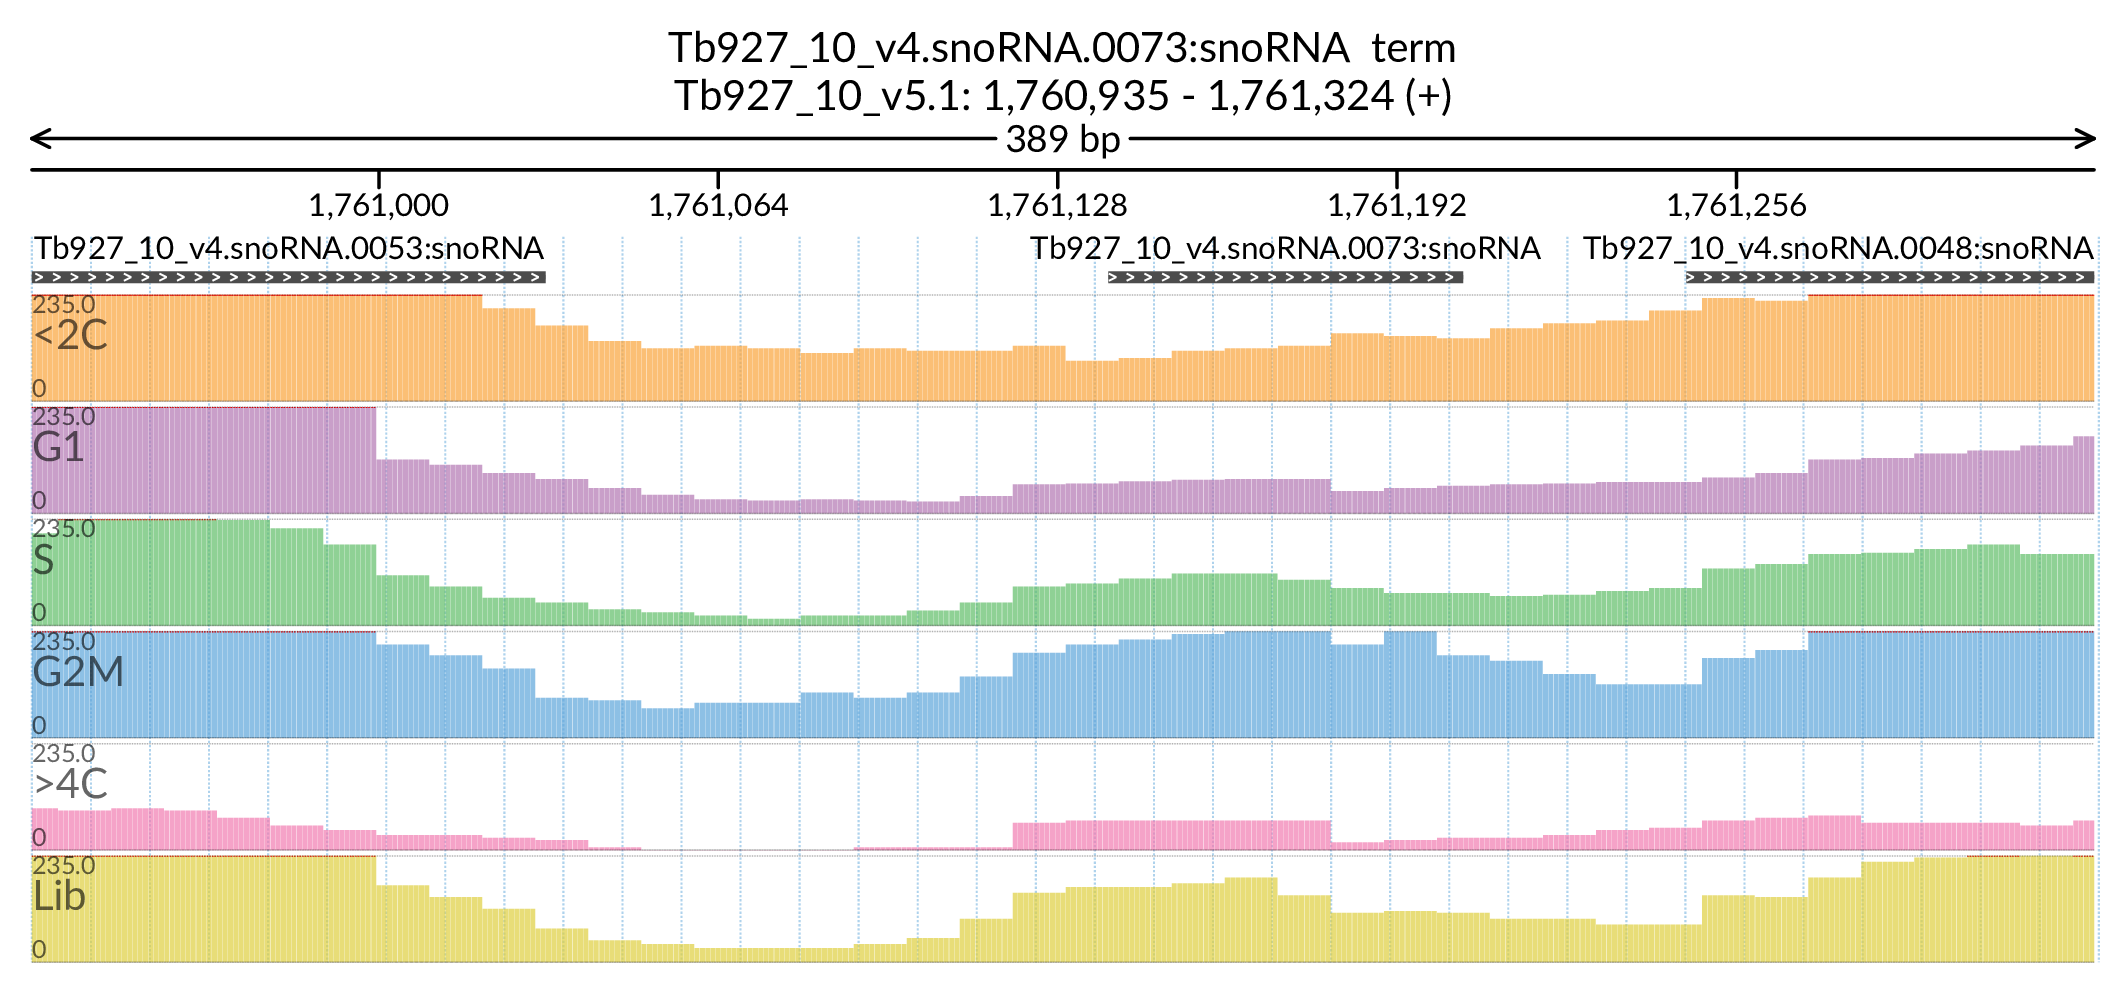 Tb927_10_v4.snoRNA.0073:snoRNA term
Tb927_10_v5.1: 1,760,935 - 1,761,324 (+)
389 bp
1,761,000 1,761,064 1,761,128 1,761,192 1,761,256
Tb927_10_v4.snoRNA.0053:snoRNA Tb927_10_v4.snoRNA.0073:snoRNA Tb927_10_v4.snoRNA.0048:snoRNA
235.0
<2C
0
235.0
G1
0
235.0
S
0
235.0
G2M
0
235.0
>4C
0
235.0
Lib
0